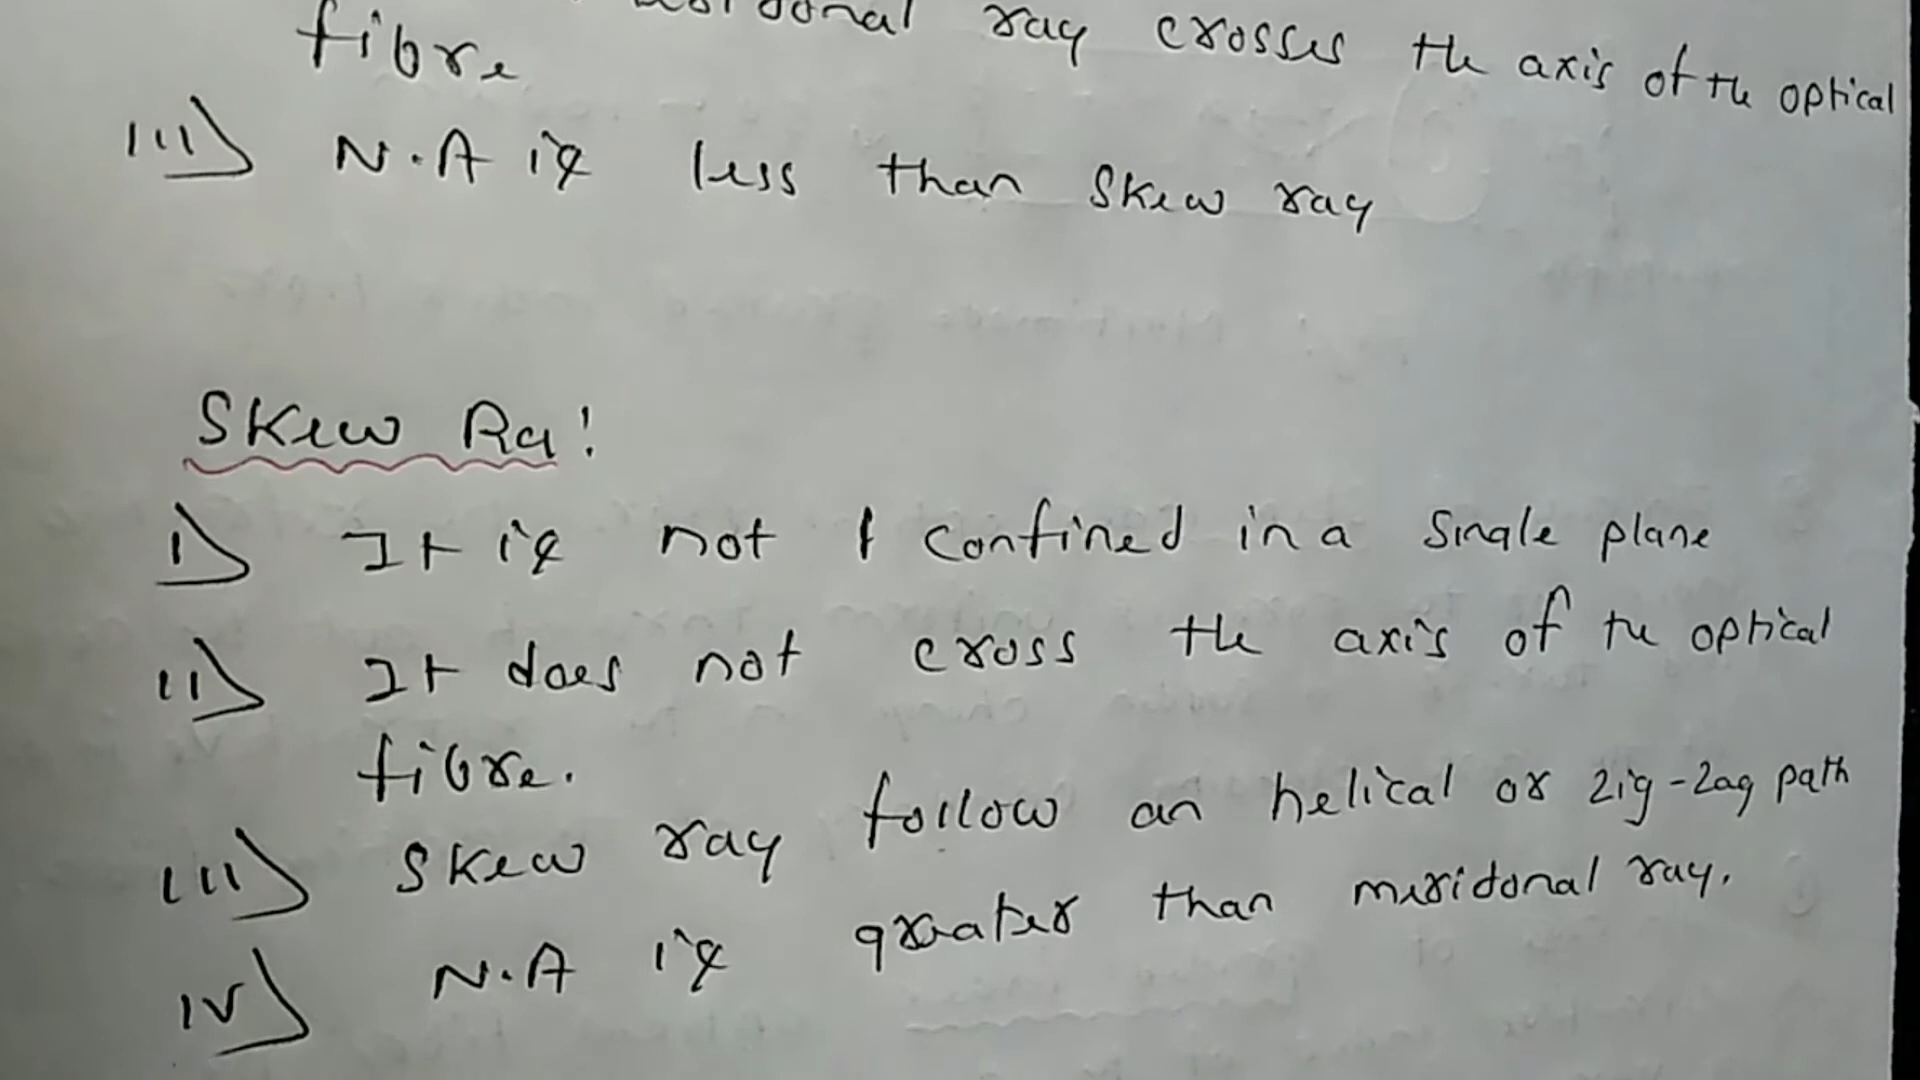 ray crosses the axis of the optical
fibre
iii) N.A is less than skew ray
Skew Ra:
i) It is not confined in a single plane
ii) It does not cross the axis of the optical
fibre.
iii) Skew ray follow an helical or zig-zag path
iv) N.A is greater than meridonal ray.